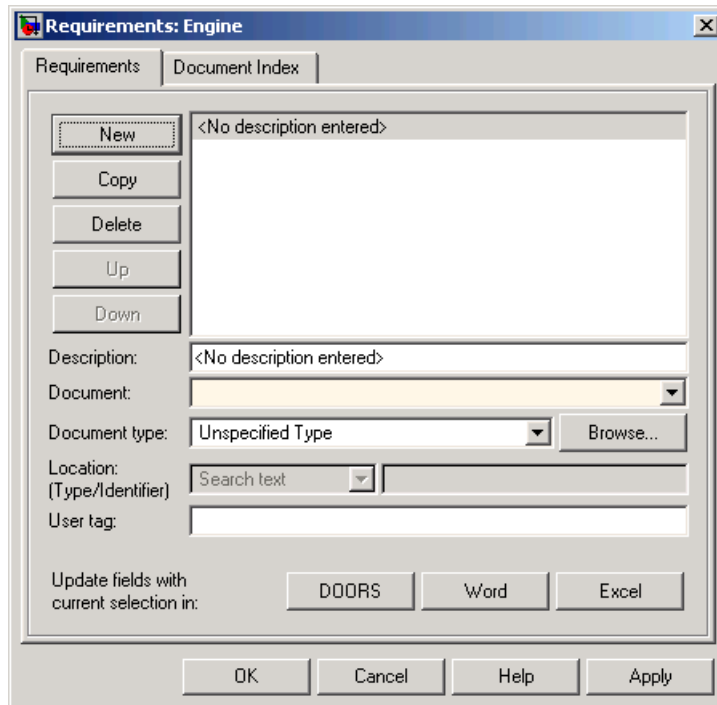 Requirements: Engine
Requirements
Document Index
New
<No description entered>
Copy
Delete
Up
Down
Description:
<No description entered>
Document:
Document type:
Unspecified Type
Browse...
Location:
(Type/Identifier)
Search text
User tag:
Update fields with
current selection in:
DOORS
Word
Excel
OK
Cancel
Help
Apply